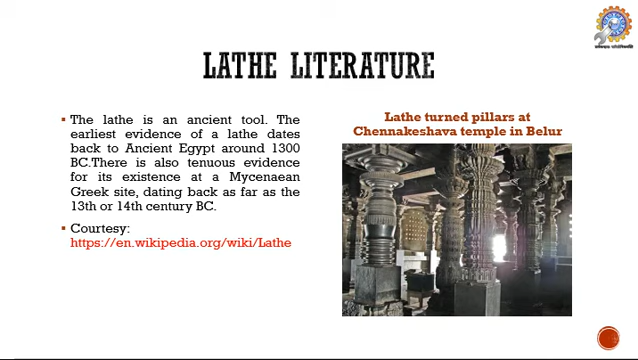 LATHE LITERATURE
▪ The lathe is an ancient tool. The
earliest evidence of a lathe dates
back to Ancient Egypt around 1300
BC.There is also tenuous evidence
for its existence at a Mycenaean
Greek site, dating back as far as the
13th or 14th century BC.
▪ Courtesy:
https://en.wikipedia.org/wiki/Lathe
Lathe turned pillars at
Chennakeshava temple in Belur